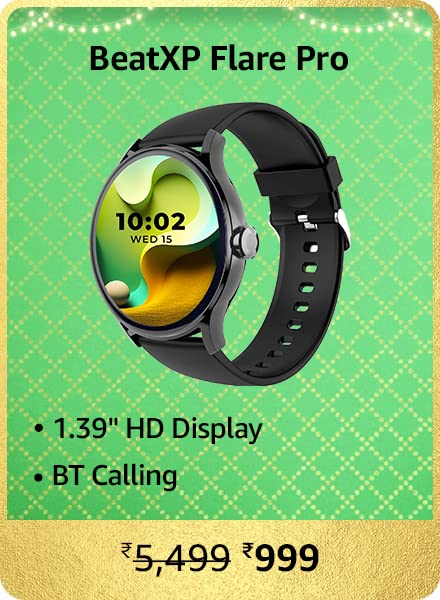 BeatXP Flare Pro
10:02
WED 15
• 1.39" HD Display
• BT Calling
₹5,499 ₹999